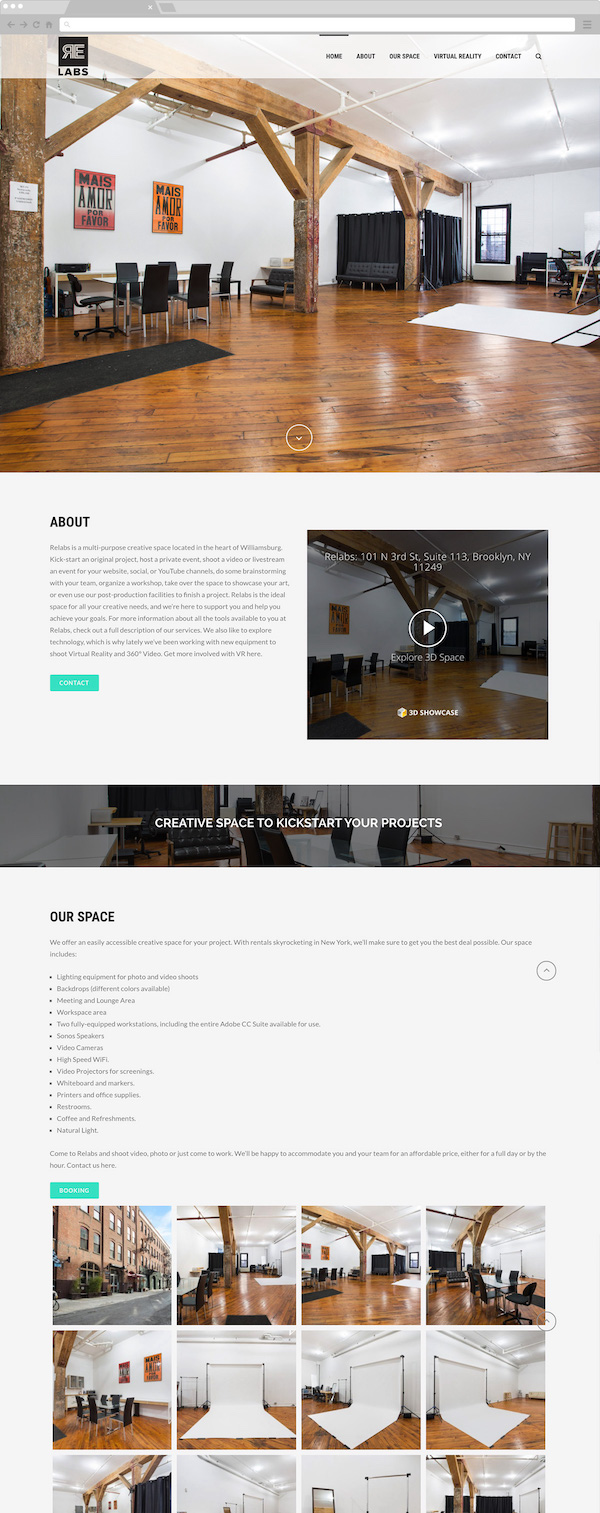 RE
LABS
HOME
ABOUT
OUR SPACE
VIRTUAL REALITY
CONTACT
MAIS
AMOR
POR
FAVOR
MAIS
AMOR
POR
FAVOR
ABOUT
Relabs is a multi-purpose creative space located in the heart of Williamsburg.
Kick-start an original project, host a private event, shoot a video or livestream
an event for your website, social, or YouTube channels, do some brainstorming
with your team, organize a workshop, take over the space to showcase your art,
or even use our post-production facilities to finish a project. Relabs is the ideal
space for all your creative needs, and we're here to support you and help you
achieve your goals. For more information about all the tools available to you at
Relabs, check out a full description of our services. We also like to explore
technology, which is why lately we've been working with new equipment to
shoot Virtual Reality and 360° Video. Get more involved with VR here.
CONTACT
Relabs: 101 N 3rd St, Suite 113, Brooklyn, NY
11249
Explore 3D Space
3D SHOWCASE
CREATIVE SPACE TO KICKSTART YOUR PROJECTS
OUR SPACE
We offer an easily accessible creative space for your project. With rentals skyrocketing in New York, we'll make sure to get you the best deal possible. Our space
includes:
• Lighting equipment for photo and video shoots
• Backdrops (different colors available)
• Meeting and Lounge Area
• Workspace area
• Two fully-equipped workstations, including the entire Adobe CC Suite available for use.
• Sonos Speakers
• Video Cameras
• High Speed WiFi.
• Video Projectors for screenings.
• Whiteboard and markers.
• Printers and office supplies.
• Restrooms.
• Coffee and Refreshments.
• Natural Light.
Come to Relabs and shoot video, photo or just come to work. We'll be happy to accommodate you and your team for an affordable price, either for a full day or by the
hour. Contact us here.
BOOKING
MAIS
AMOR
POR
FAVOR